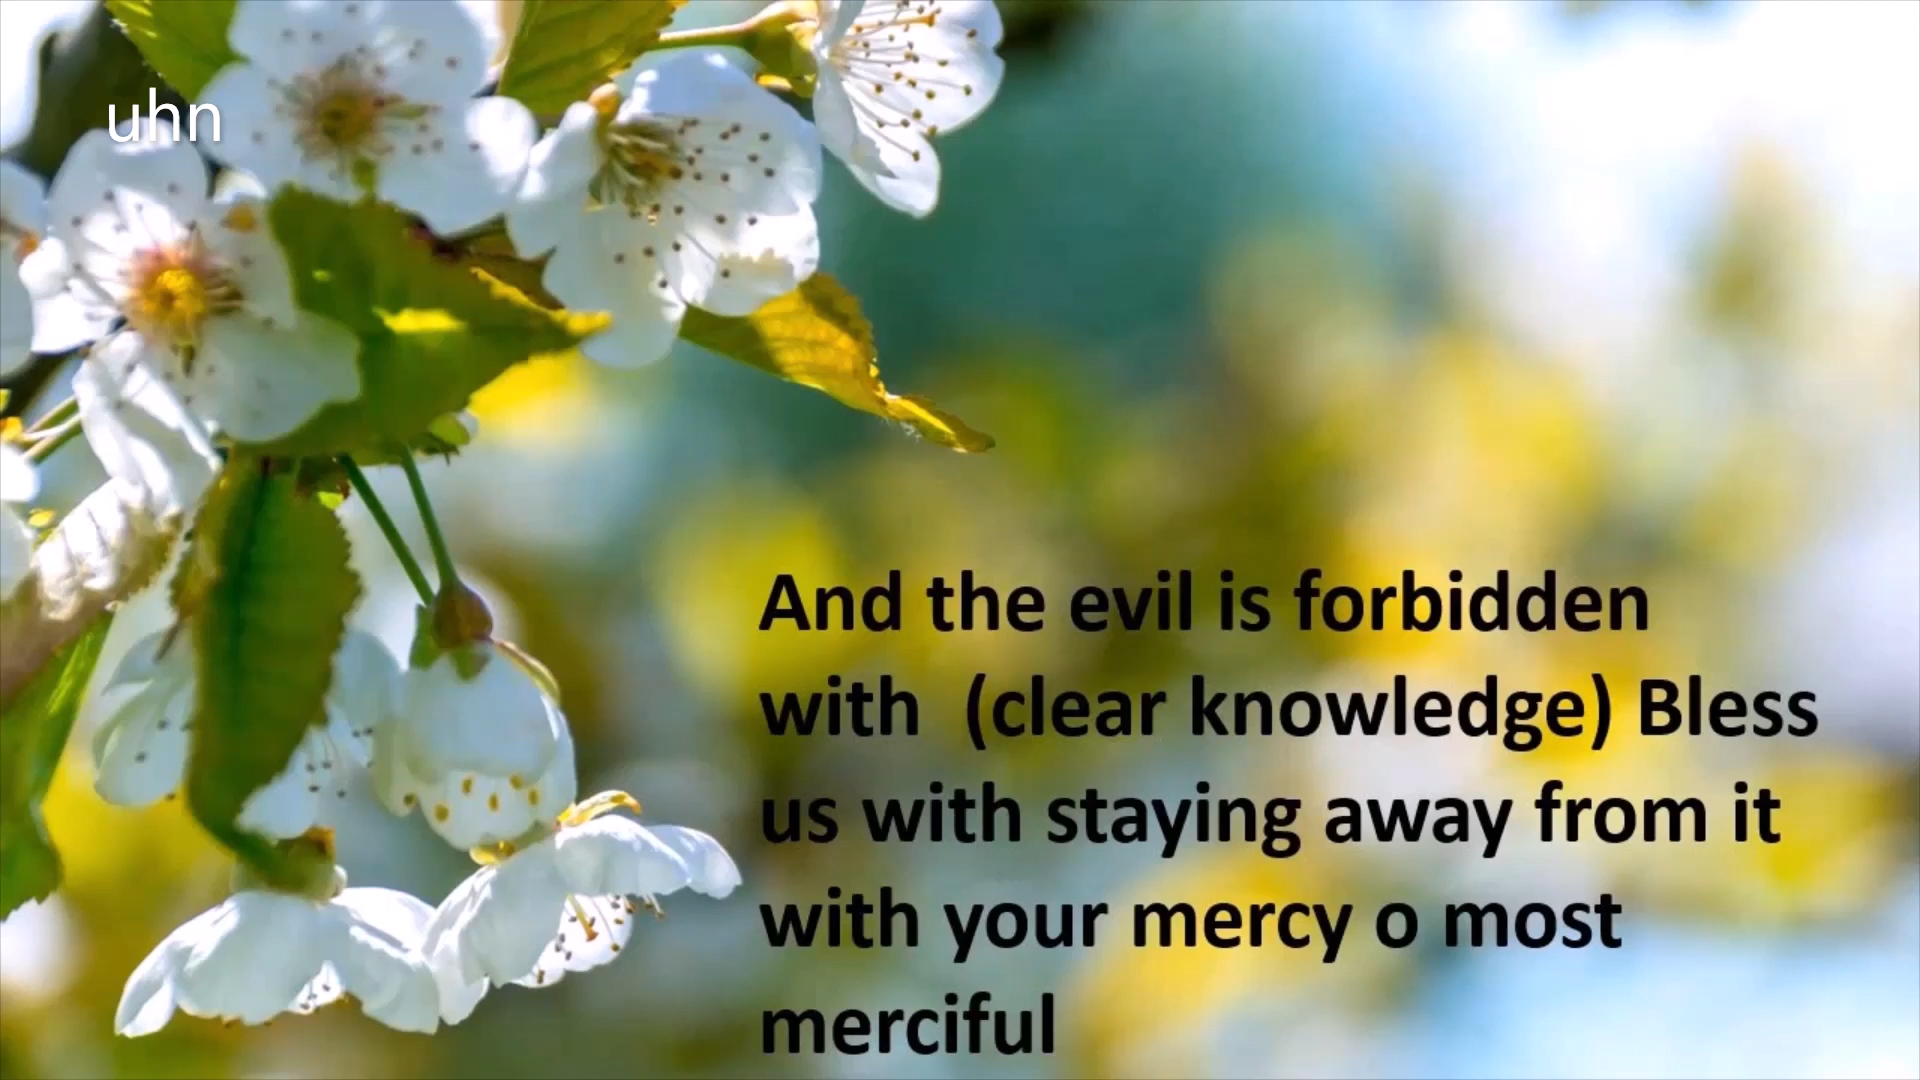 uhn
And the evil is forbidden
with  (clear knowledge) Bless
us with staying away from it
with your mercy o most
merciful